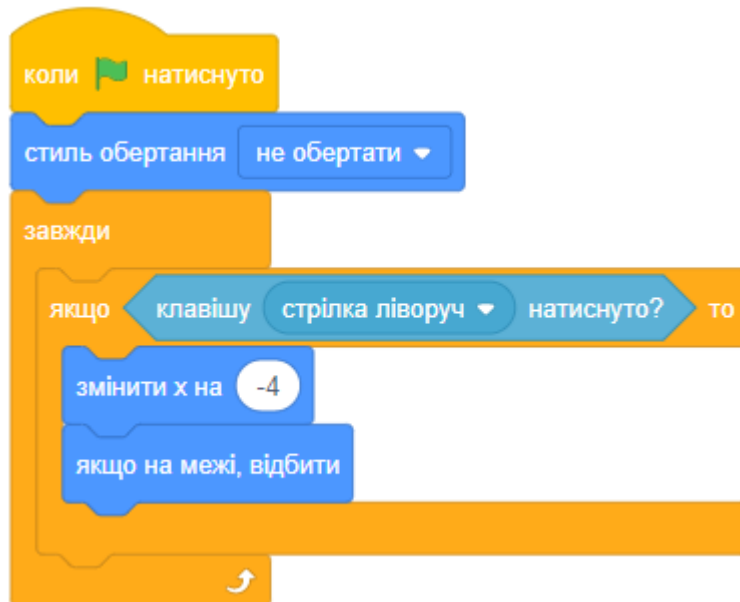 коли натиснуто
стиль обертання не обертати
завжди
якщо клавішу стрілка ліворуч натиснуто? то
змінити х на -4
якщо на межі, відбити